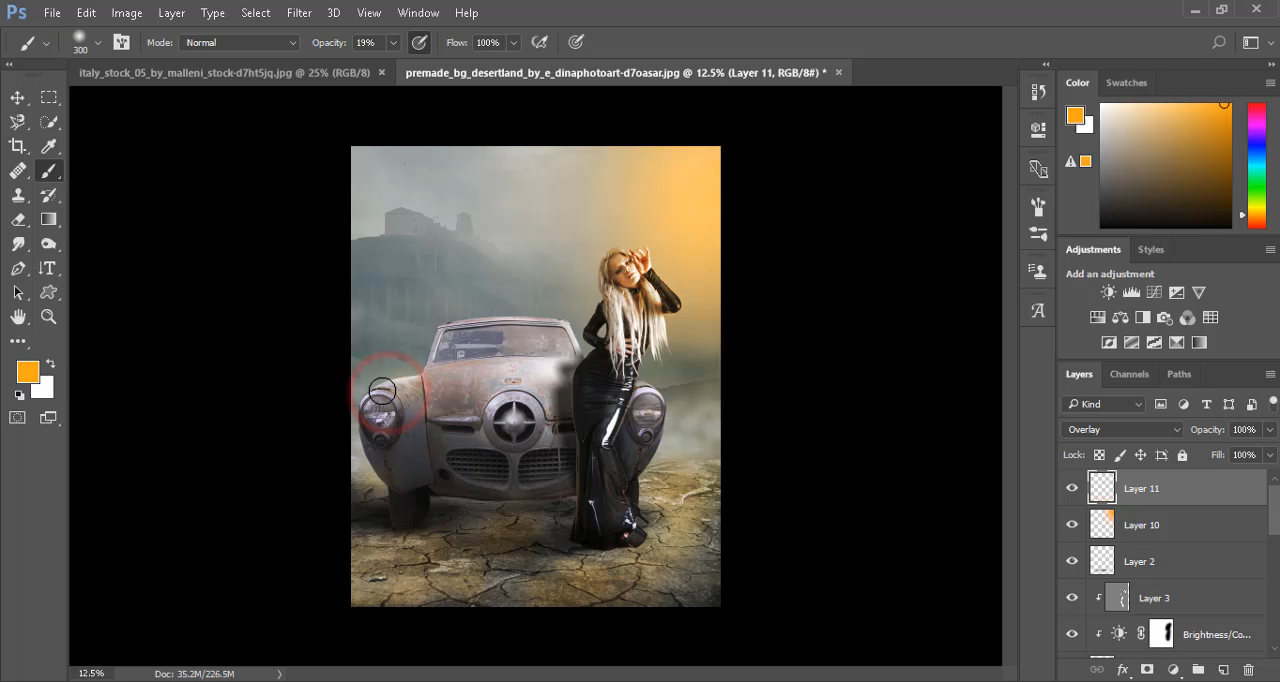 Ps File Edit Image Layer Type Select Filter 3D View Window Help
300 Mode: Normal Opacity: 19% Flow: 100%
italy_stock_05_by_malleni_stock-d7ht5jq.jpg @ 25% (RGB/8) × premade_bg_desertland_by_e_dinaphotoart-d7oasar.jpg @ 12.5% (Layer 11, RGB/8#) * ×
Color Swatches
Adjustments Styles
Add an adjustment
Layers Channels Paths
Kind
Overlay Opacity: 100%
Lock: Fill: 100%
Layer 11
Layer 10
Layer 2
Layer 3
Brightness/Co...
12.5% Doc: 35.2M/226.5M